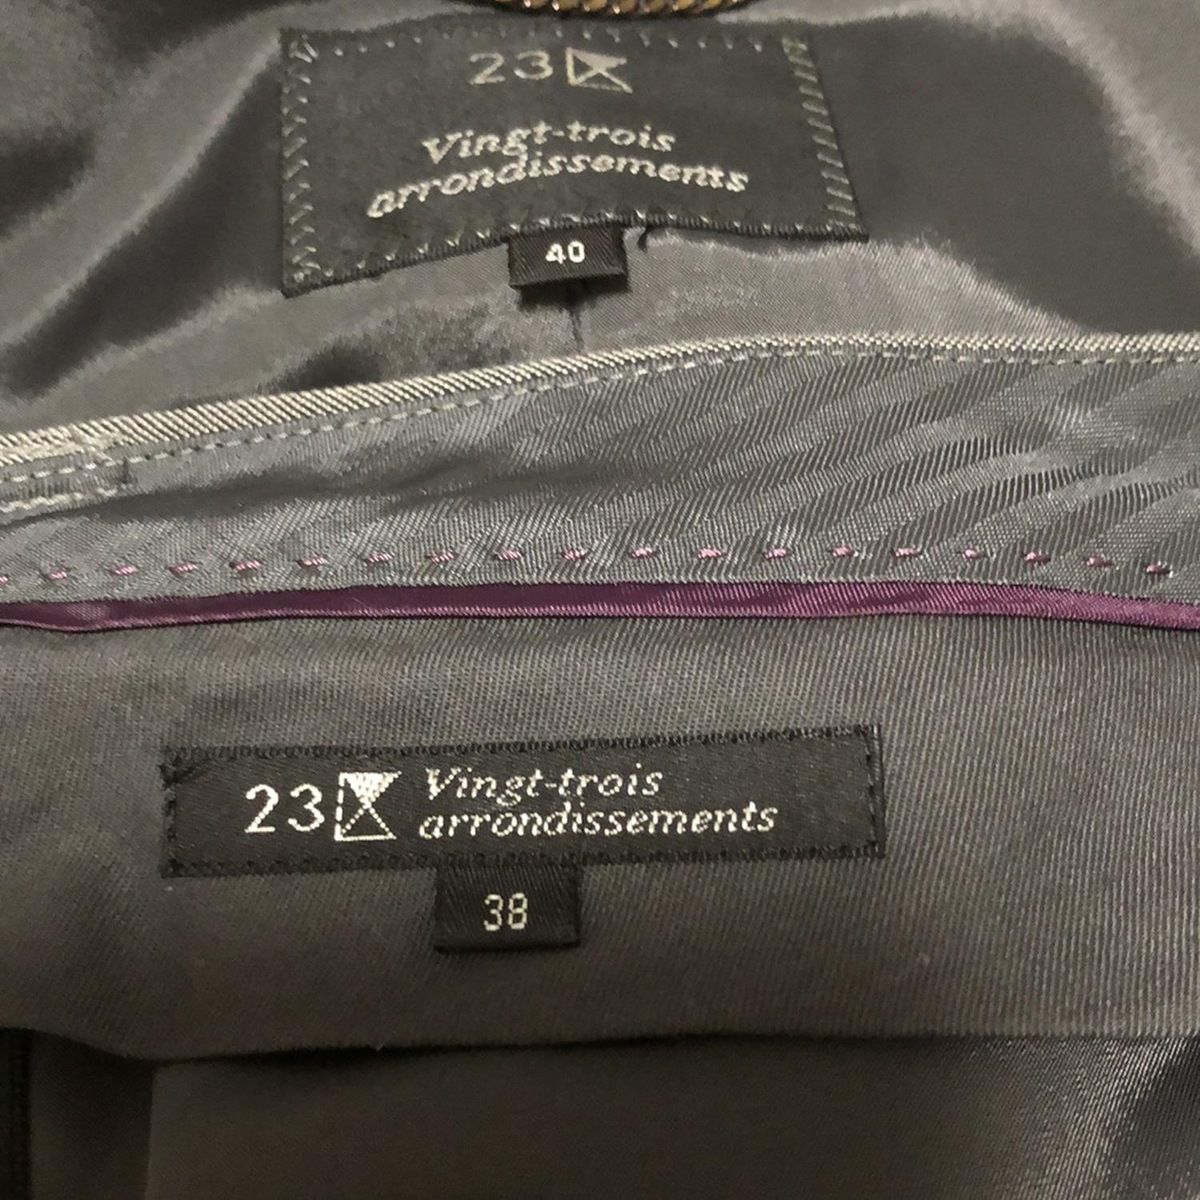 23
Vingt-trois
arrondissements
40
23
Vingt-trois
arrondissements
38